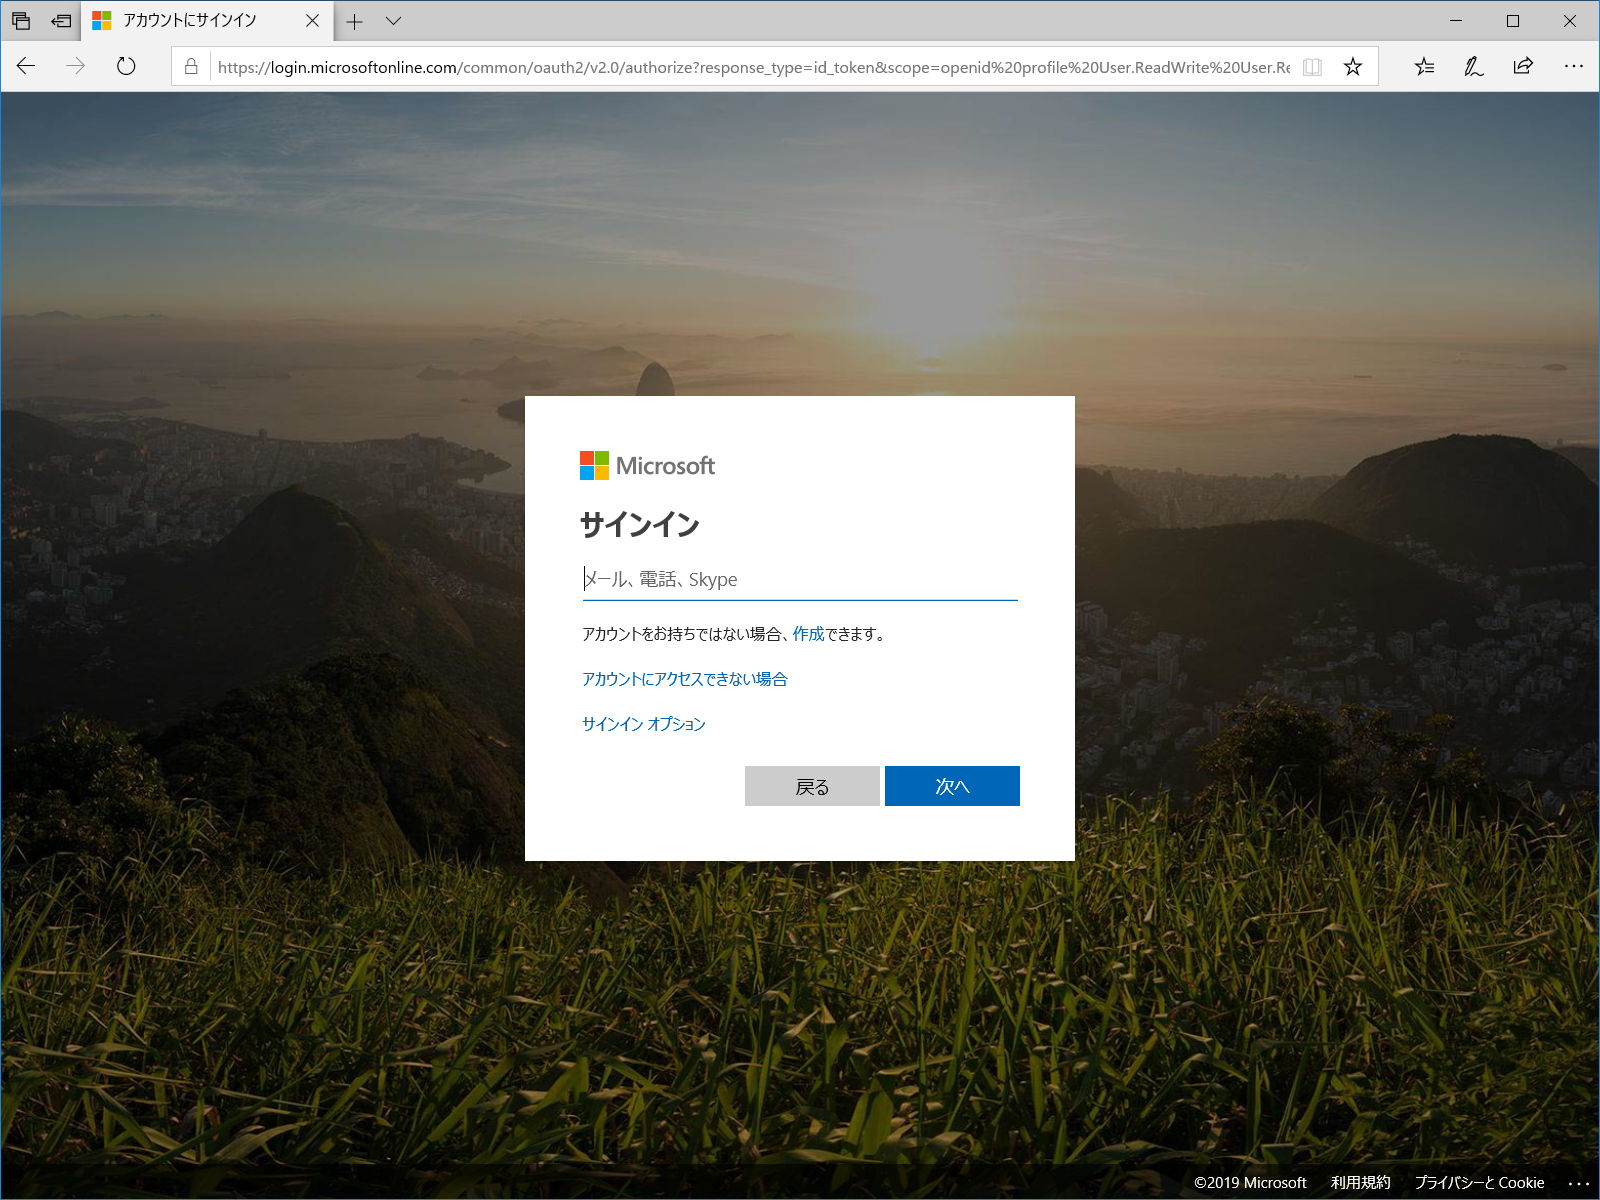 アカウントにサインイン
https://login.microsoftonline.com/common/oauth2/v2.0/authorize?response_type=id_token&scope=openid%20profile%20User.ReadWrite%20User.Re
Microsoft
サインイン
メール、電話、Skype
アカウントをお持ちではない場合、作成できます。
アカウントにアクセスできない場合
サインイン オプション
戻る 次へ
©2019 Microsoft 利用規約 プライバシーと Cookie ...